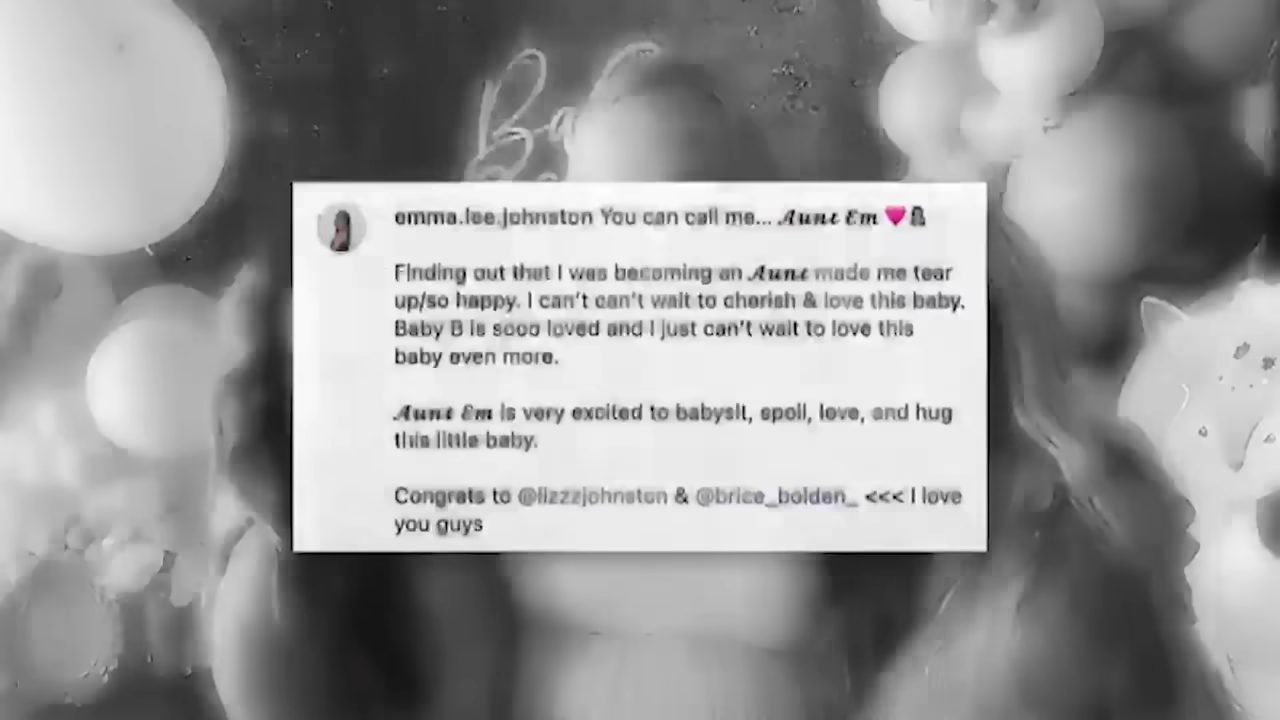 Ba
emma.lee.johnston You can call me... 𝓐𝓾𝓷𝓽 𝓔𝓶
Finding out that I was becoming an 𝓐𝓾𝓷𝓽 made me tear
up/so happy. I can't can't wait to cherish & love this baby.
Baby B is sooo loved and I just can't wait to love this
baby even more.
𝓐𝓾𝓷𝓽 𝓔𝓶 is very excited to babysit, spoil, love, and hug
this little baby.
Congrats to @lizzzjohnston & @brice_bolden_ <<< I love
you guys